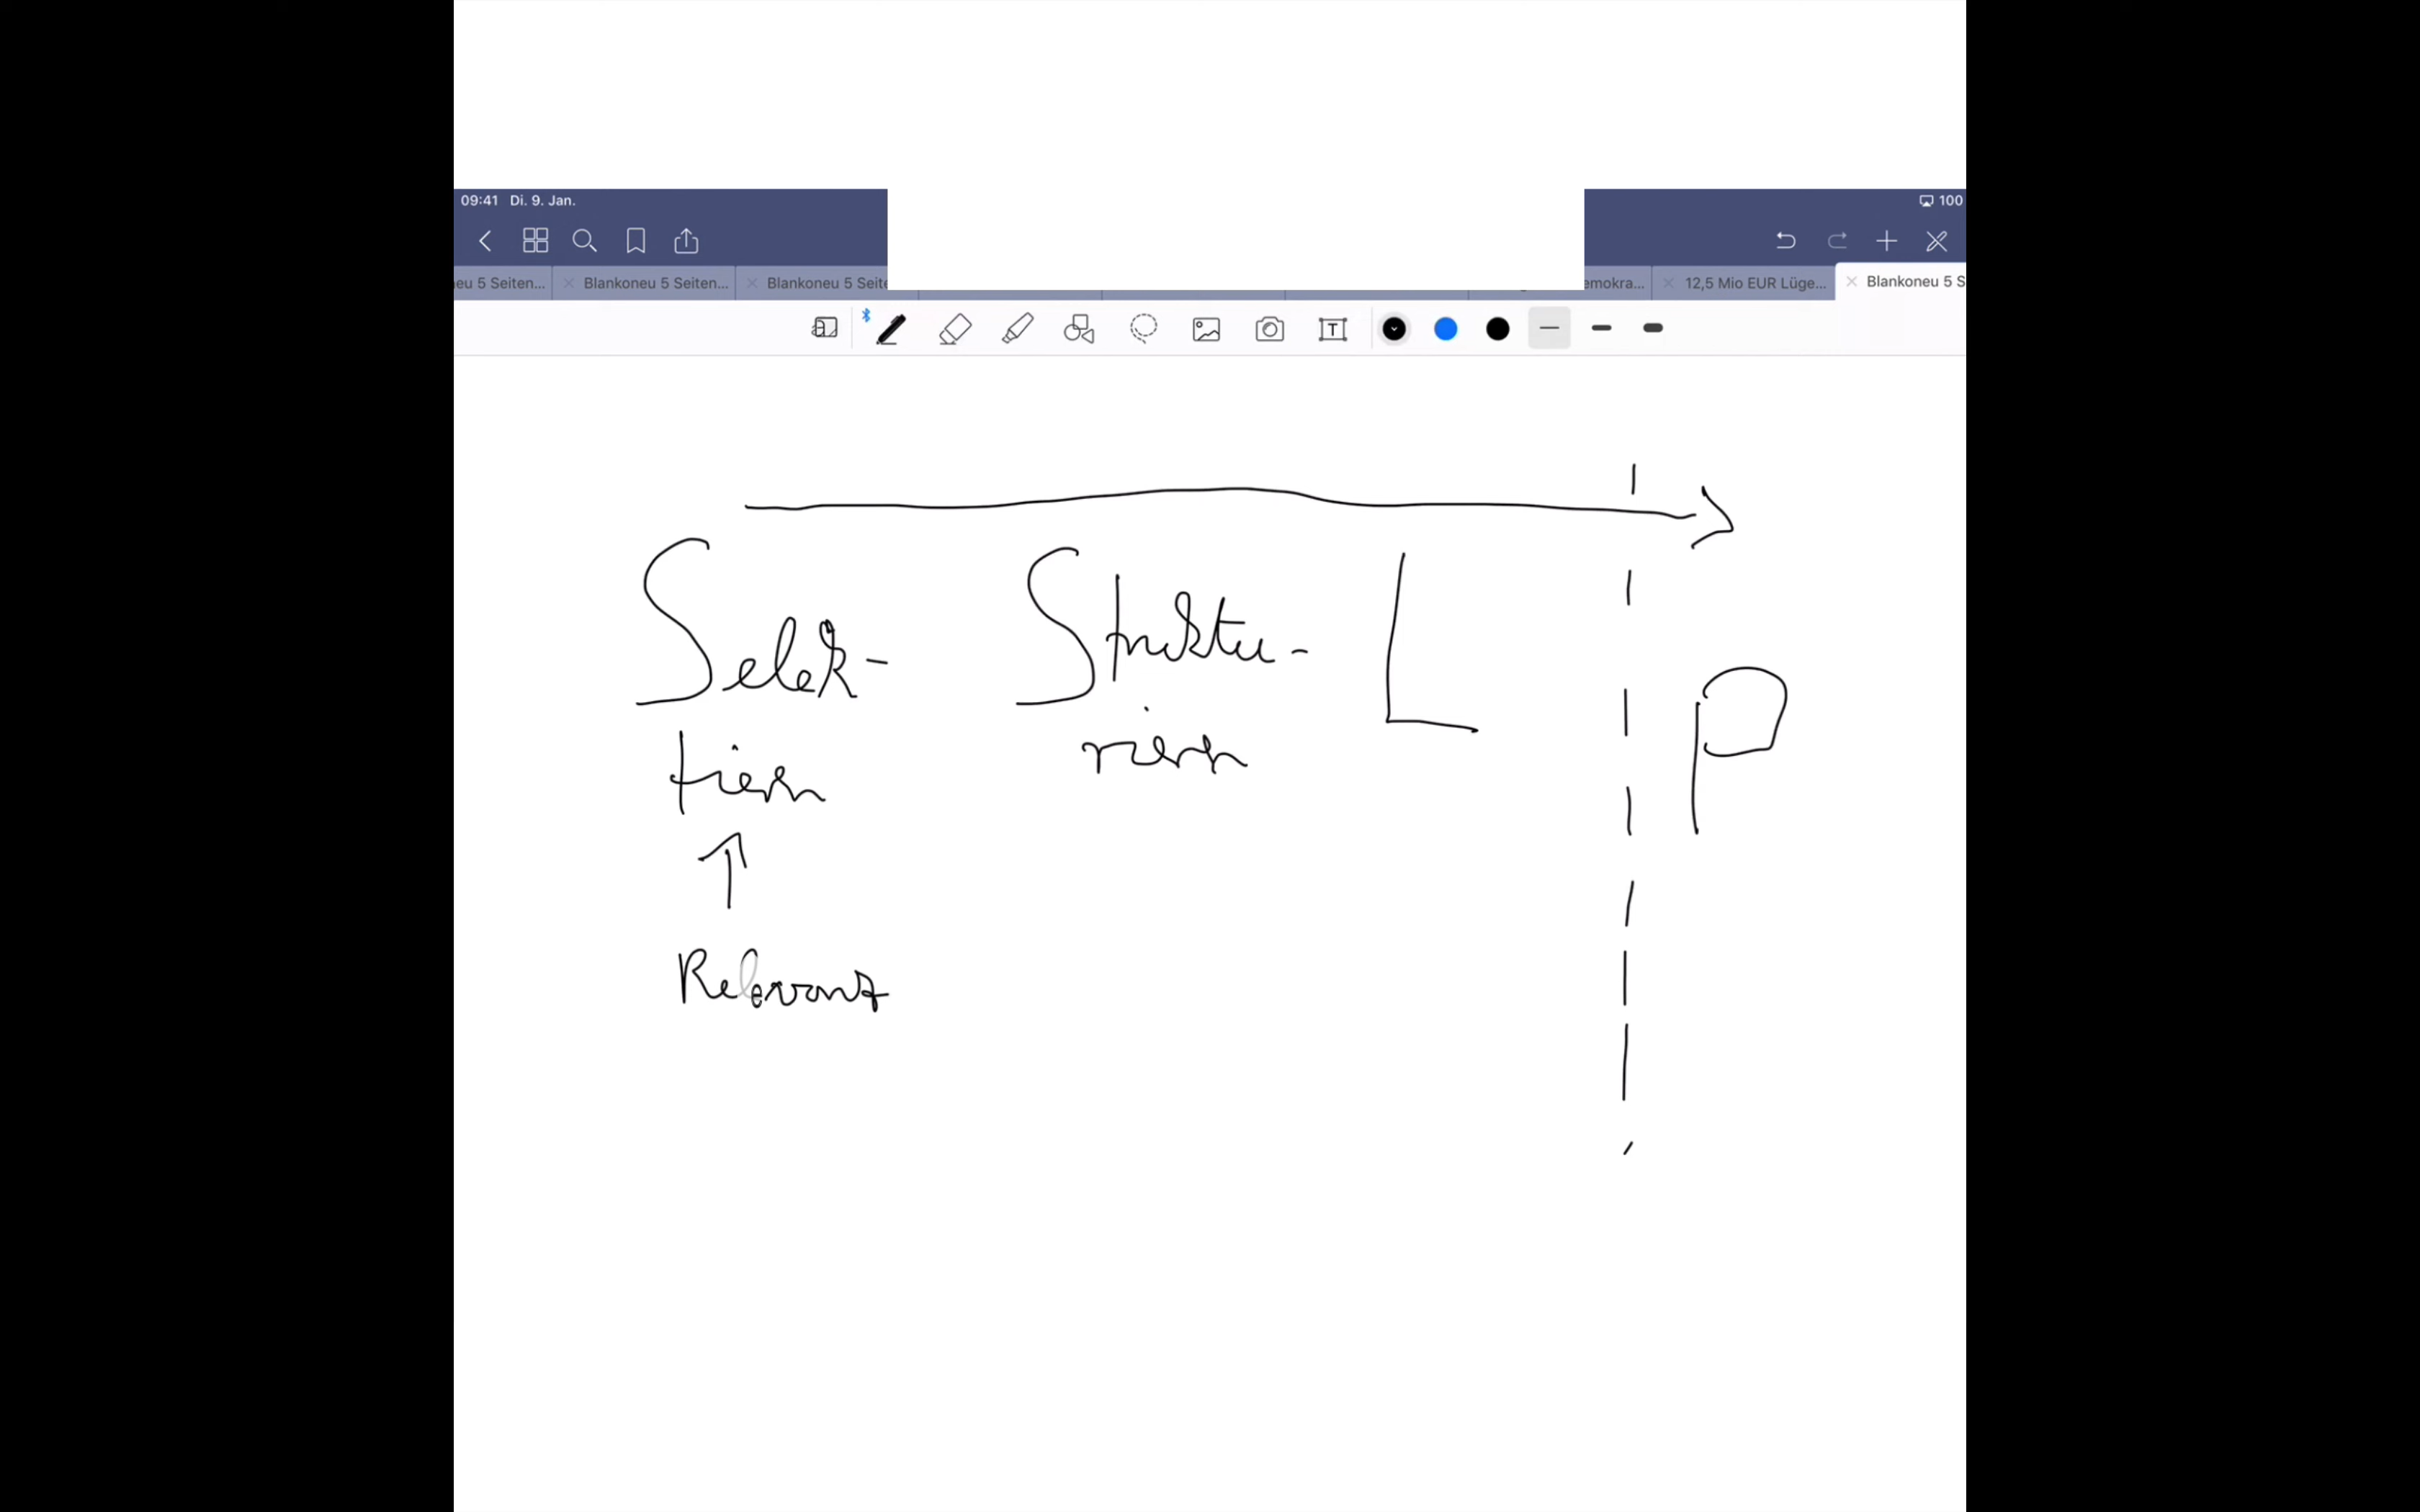 09:41 Di. 9. Jan.
100
eu 5 Seiten...
Blankoneu 5 Seiten...
Blankoneu 5 Seite
emokra...
12,5 Mio EUR Lüge...
Blankoneu 5 S
a
T
Selek- Struktu- L
tieren rieren P
Relevanz